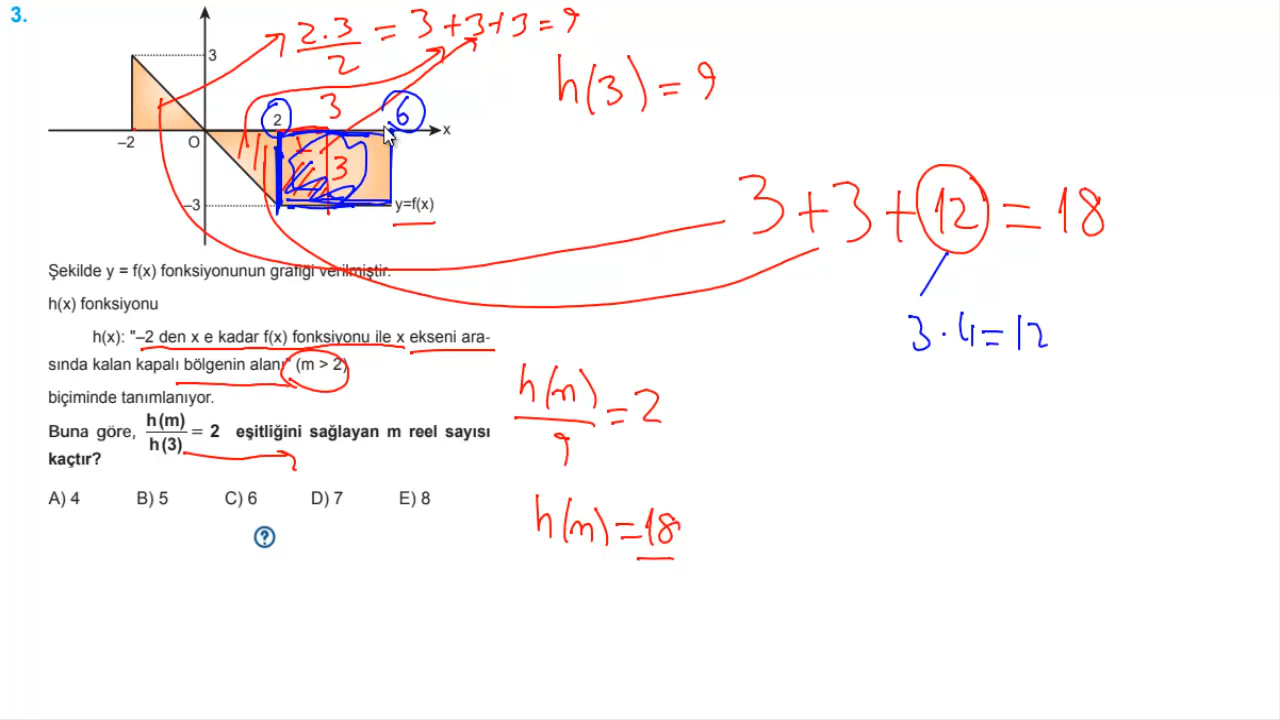 3.
2.3/2 = 3+3+3=9
h(3)=9
3
3
2
6
3
1
x
-2
O
3
-3
y=f(x)
3+3+12=18
3.4=12
Şekilde y = f(x) fonksiyonunun grafiği verilmiştir.
h(x) fonksiyonu
h(x): "–2 den x e kadar f(x) fonksiyonu ile x ekseni ara-
sında kalan kapalı bölgenin alanı" (m > 2)
biçiminde tanımlanıyor.
Buna göre, h(m)/h(3) = 2 eşitliğini sağlayan m reel sayısı
kaçtır?
A) 4 B) 5 C) 6 D) 7 E) 8
?
h(m)/9 = 2
h(m)=18